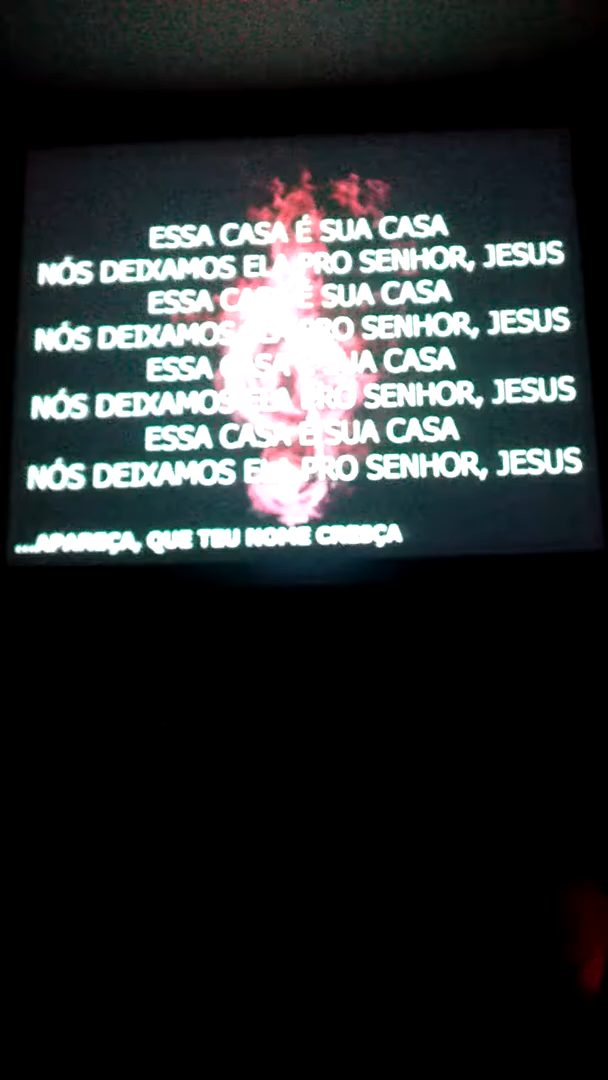 ESSA CASA É SUA CASA
NÓS DEIXAMOS ELA PRO SENHOR, JESUS
ESSA CASA É SUA CASA
NÓS DEIXAMOS ELA PRO SENHOR, JESUS
ESSA CASA É SUA CASA
NÓS DEIXAMOS ELA PRO SENHOR, JESUS
ESSA CASA É SUA CASA
NÓS DEIXAMOS ELA PRO SENHOR, JESUS
...APAREÇA, QUE TEU NOME CRESÇA